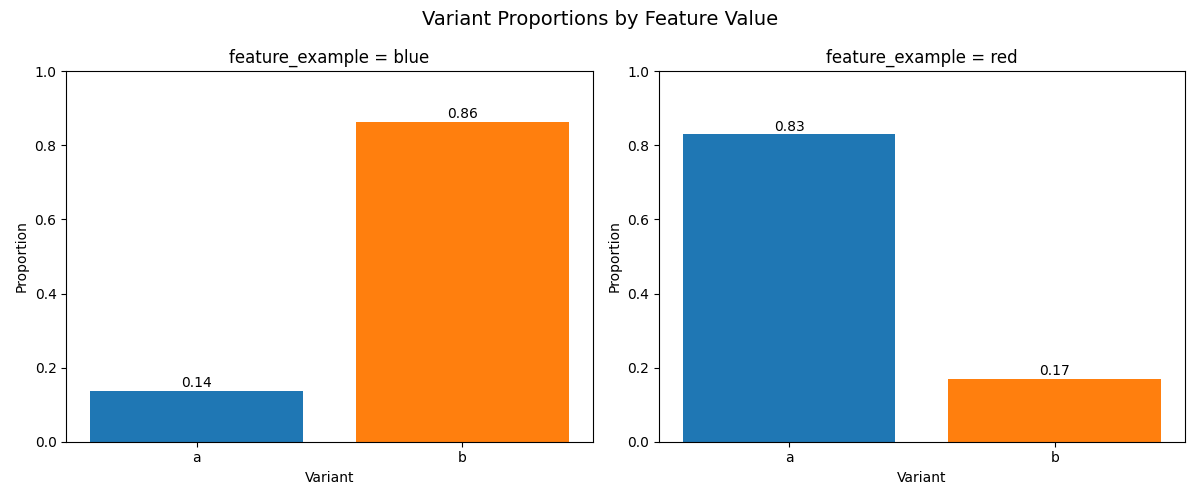 Variant Proportions by Feature Value
feature_example = blue
Proportion
1.0
0.8
0.6
0.4
0.2
0.0
0.14
0.86
a
b
Variant
feature_example = red
Proportion
1.0
0.8
0.6
0.4
0.2
0.0
0.83
0.17
a
b
Variant